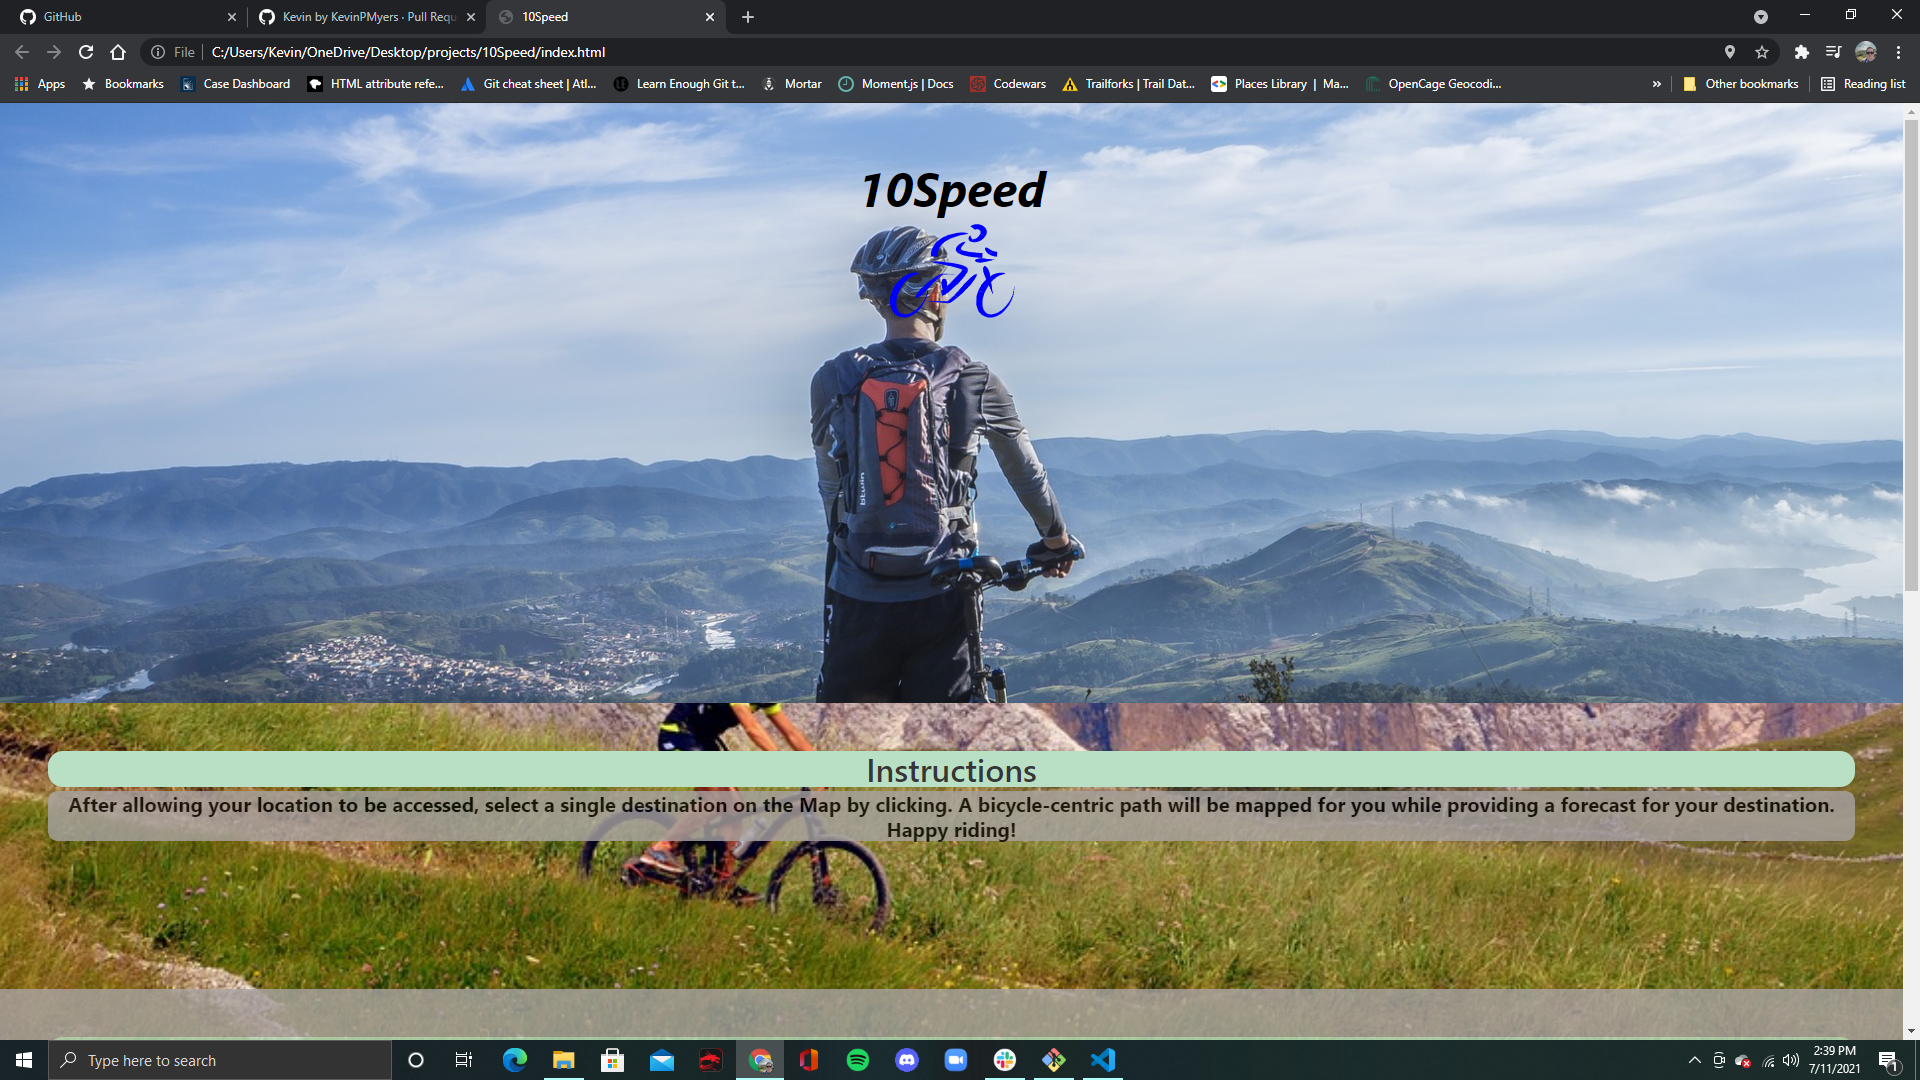 GitHub
Kevin by KevinPMyers · Pull Requ
10Speed
File
C:/Users/Kevin/OneDrive/Desktop/projects/10Speed/index.html
Apps
Bookmarks
Case Dashboard
HTML attribute refe...
Git cheat sheet | Atl...
Learn Enough Git t...
Mortar
Moment.js | Docs
Codewars
Trailforks | Trail Dat...
Places Library | Ma...
OpenCage Geocodi...
»
Other bookmarks
Reading list
10Speed
btwin
Instructions
After allowing your location to be accessed, select a single destination on the Map by clicking. A bicycle-centric path will be mapped for you while providing a forecast for your destination.
Happy riding!
Type here to search
2:39 PM
7/11/2021
1